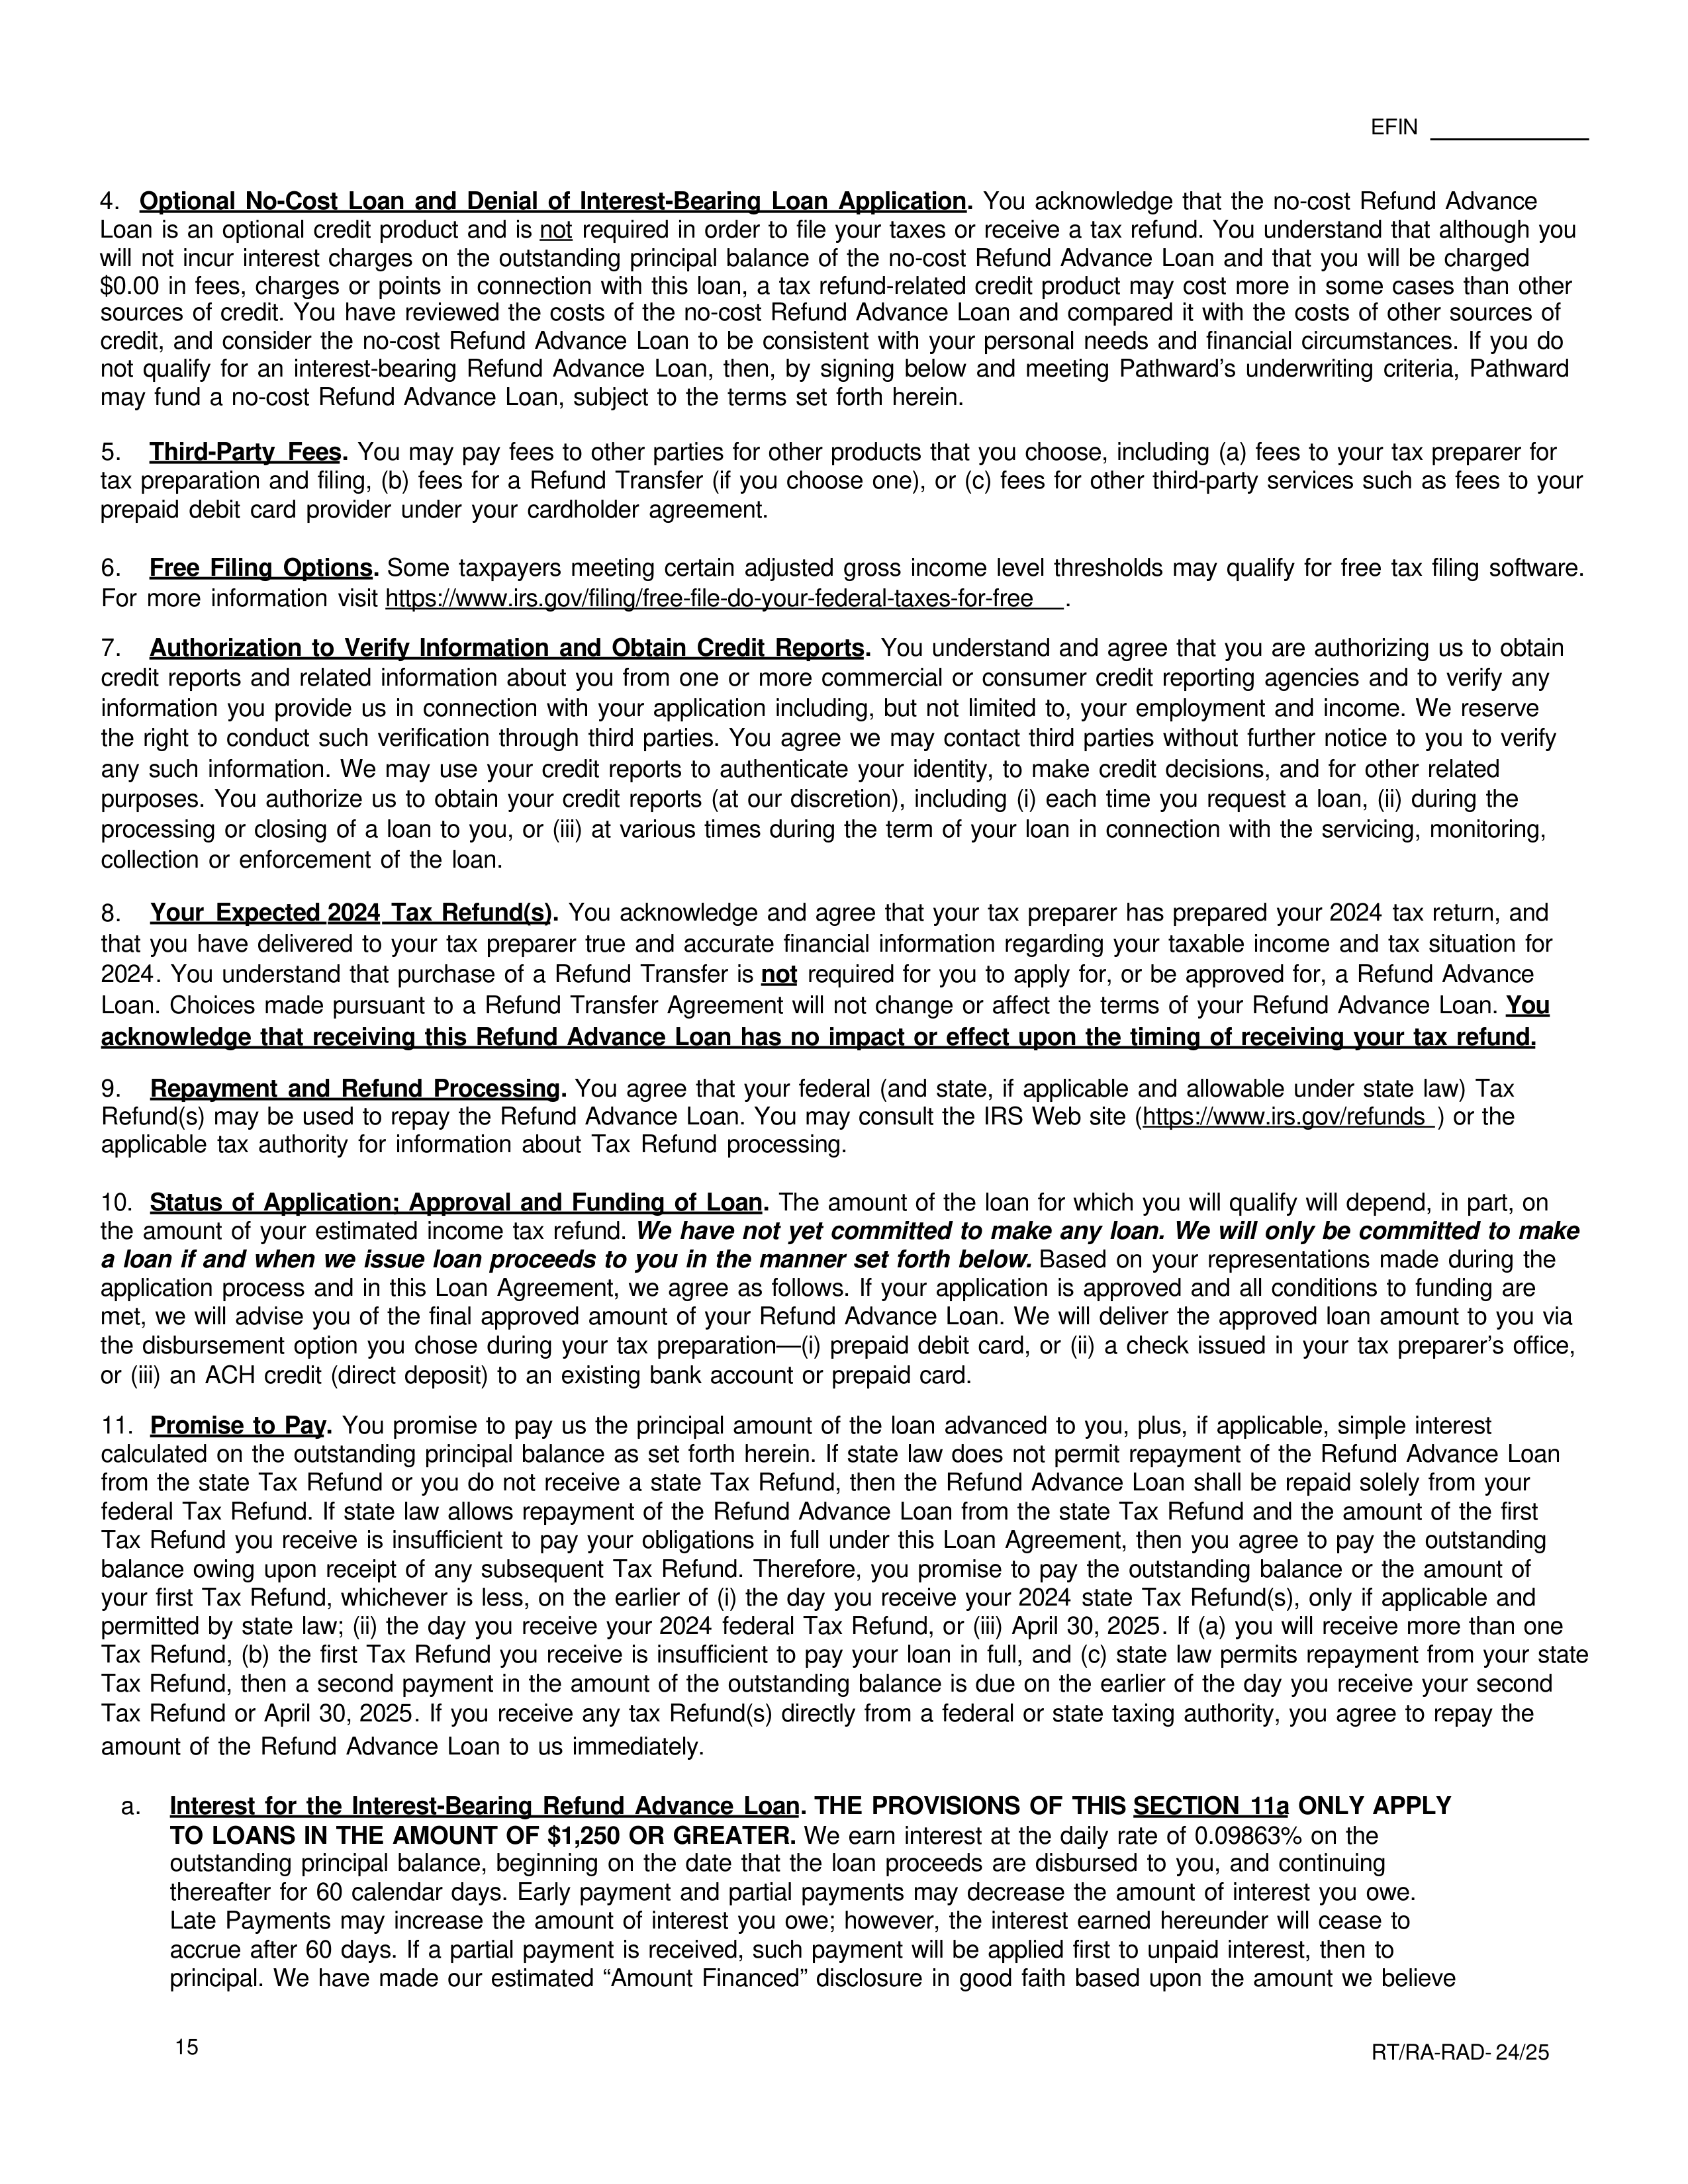 EFIN ____________
4. Optional No-Cost Loan and Denial of Interest-Bearing Loan Application. You acknowledge that the no-cost Refund Advance
Loan is an optional credit product and is not required in order to file your taxes or receive a tax refund. You understand that although you
will not incur interest charges on the outstanding principal balance of the no-cost Refund Advance Loan and that you will be charged
$0.00 in fees, charges or points in connection with this loan, a tax refund-related credit product may cost more in some cases than other
sources of credit. You have reviewed the costs of the no-cost Refund Advance Loan and compared it with the costs of other sources of
credit, and consider the no-cost Refund Advance Loan to be consistent with your personal needs and financial circumstances. If you do
not qualify for an interest-bearing Refund Advance Loan, then, by signing below and meeting Pathward’s underwriting criteria, Pathward
may fund a no-cost Refund Advance Loan, subject to the terms set forth herein.
5. Third-Party Fees. You may pay fees to other parties for other products that you choose, including (a) fees to your tax preparer for
tax preparation and filing, (b) fees for a Refund Transfer (if you choose one), or (c) fees for other third-party services such as fees to your
prepaid debit card provider under your cardholder agreement.
6. Free Filing Options. Some taxpayers meeting certain adjusted gross income level thresholds may qualify for free tax filing software.
For more information visit https://www.irs.gov/filing/free-file-do-your-federal-taxes-for-free .
7. Authorization to Verify Information and Obtain Credit Reports. You understand and agree that you are authorizing us to obtain
credit reports and related information about you from one or more commercial or consumer credit reporting agencies and to verify any
information you provide us in connection with your application including, but not limited to, your employment and income. We reserve
the right to conduct such verification through third parties. You agree we may contact third parties without further notice to you to verify
any such information. We may use your credit reports to authenticate your identity, to make credit decisions, and for other related
purposes. You authorize us to obtain your credit reports (at our discretion), including (i) each time you request a loan, (ii) during the
processing or closing of a loan to you, or (iii) at various times during the term of your loan in connection with the servicing, monitoring,
collection or enforcement of the loan.
8. Your Expected 2024 Tax Refund(s). You acknowledge and agree that your tax preparer has prepared your 2024 tax return, and
that you have delivered to your tax preparer true and accurate financial information regarding your taxable income and tax situation for
2024. You understand that purchase of a Refund Transfer is not required for you to apply for, or be approved for, a Refund Advance
Loan. Choices made pursuant to a Refund Transfer Agreement will not change or affect the terms of your Refund Advance Loan. You
acknowledge that receiving this Refund Advance Loan has no impact or effect upon the timing of receiving your tax refund.
9. Repayment and Refund Processing. You agree that your federal (and state, if applicable and allowable under state law) Tax
Refund(s) may be used to repay the Refund Advance Loan. You may consult the IRS Web site (https://www.irs.gov/refunds ) or the
applicable tax authority for information about Tax Refund processing.
10. Status of Application; Approval and Funding of Loan. The amount of the loan for which you will qualify will depend, in part, on
the amount of your estimated income tax refund. We have not yet committed to make any loan. We will only be committed to make
a loan if and when we issue loan proceeds to you in the manner set forth below. Based on your representations made during the
application process and in this Loan Agreement, we agree as follows. If your application is approved and all conditions to funding are
met, we will advise you of the final approved amount of your Refund Advance Loan. We will deliver the approved loan amount to you via
the disbursement option you chose during your tax preparation—(i) prepaid debit card, or (ii) a check issued in your tax preparer’s office,
or (iii) an ACH credit (direct deposit) to an existing bank account or prepaid card.
11. Promise to Pay. You promise to pay us the principal amount of the loan advanced to you, plus, if applicable, simple interest
calculated on the outstanding principal balance as set forth herein. If state law does not permit repayment of the Refund Advance Loan
from the state Tax Refund or you do not receive a state Tax Refund, then the Refund Advance Loan shall be repaid solely from your
federal Tax Refund. If state law allows repayment of the Refund Advance Loan from the state Tax Refund and the amount of the first
Tax Refund you receive is insufficient to pay your obligations in full under this Loan Agreement, then you agree to pay the outstanding
balance owing upon receipt of any subsequent Tax Refund. Therefore, you promise to pay the outstanding balance or the amount of
your first Tax Refund, whichever is less, on the earlier of (i) the day you receive your 2024 state Tax Refund(s), only if applicable and
permitted by state law; (ii) the day you receive your 2024 federal Tax Refund, or (iii) April 30, 2025. If (a) you will receive more than one
Tax Refund, (b) the first Tax Refund you receive is insufficient to pay your loan in full, and (c) state law permits repayment from your state
Tax Refund, then a second payment in the amount of the outstanding balance is due on the earlier of the day you receive your second
Tax Refund or April 30, 2025. If you receive any tax Refund(s) directly from a federal or state taxing authority, you agree to repay the
amount of the Refund Advance Loan to us immediately.
a. Interest for the Interest-Bearing Refund Advance Loan. THE PROVISIONS OF THIS SECTION 11a ONLY APPLY
TO LOANS IN THE AMOUNT OF $1,250 OR GREATER. We earn interest at the daily rate of 0.09863% on the
outstanding principal balance, beginning on the date that the loan proceeds are disbursed to you, and continuing
thereafter for 60 calendar days. Early payment and partial payments may decrease the amount of interest you owe.
Late Payments may increase the amount of interest you owe; however, the interest earned hereunder will cease to
accrue after 60 days. If a partial payment is received, such payment will be applied first to unpaid interest, then to
principal. We have made our estimated “Amount Financed” disclosure in good faith based upon the amount we believe
15
RT/RA-RAD- 24/25